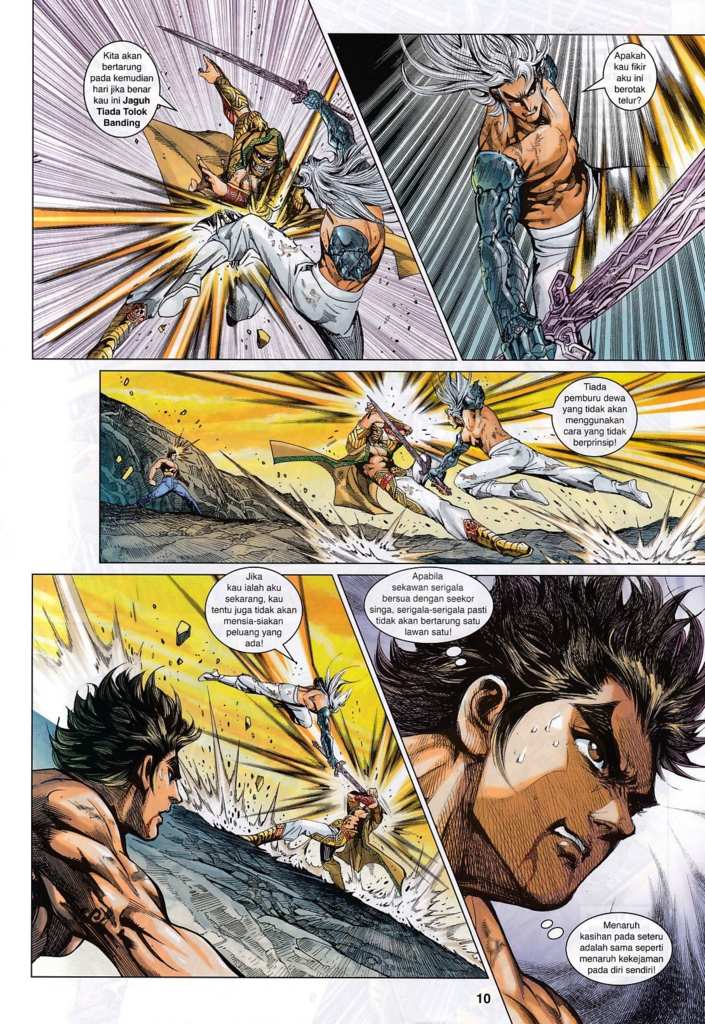 Kita akan
bertarung
pada kemudian
hari jika benar
kau ini Jaguh
Tiada Tolok
Banding
Apakah
kau fikir
aku ini
berotak
telur?
Tiada
pemburu dewa
yang tidak akan
menggunakan
cara yang tidak
berprinsip!
Jika
kau ialah aku
sekarang, kau
tentu juga tidak akan
mensia-siakan
peluang yang
ada!
Apabila
sekawan serigala
bersua dengan seekor
singa, serigala-serigala pasti
tidak akan bertarung satu
lawan satu!
Menaruh
kasihan pada seteru
adalah sama seperti
menaruh kekejaman
pada diri sendiri!
10